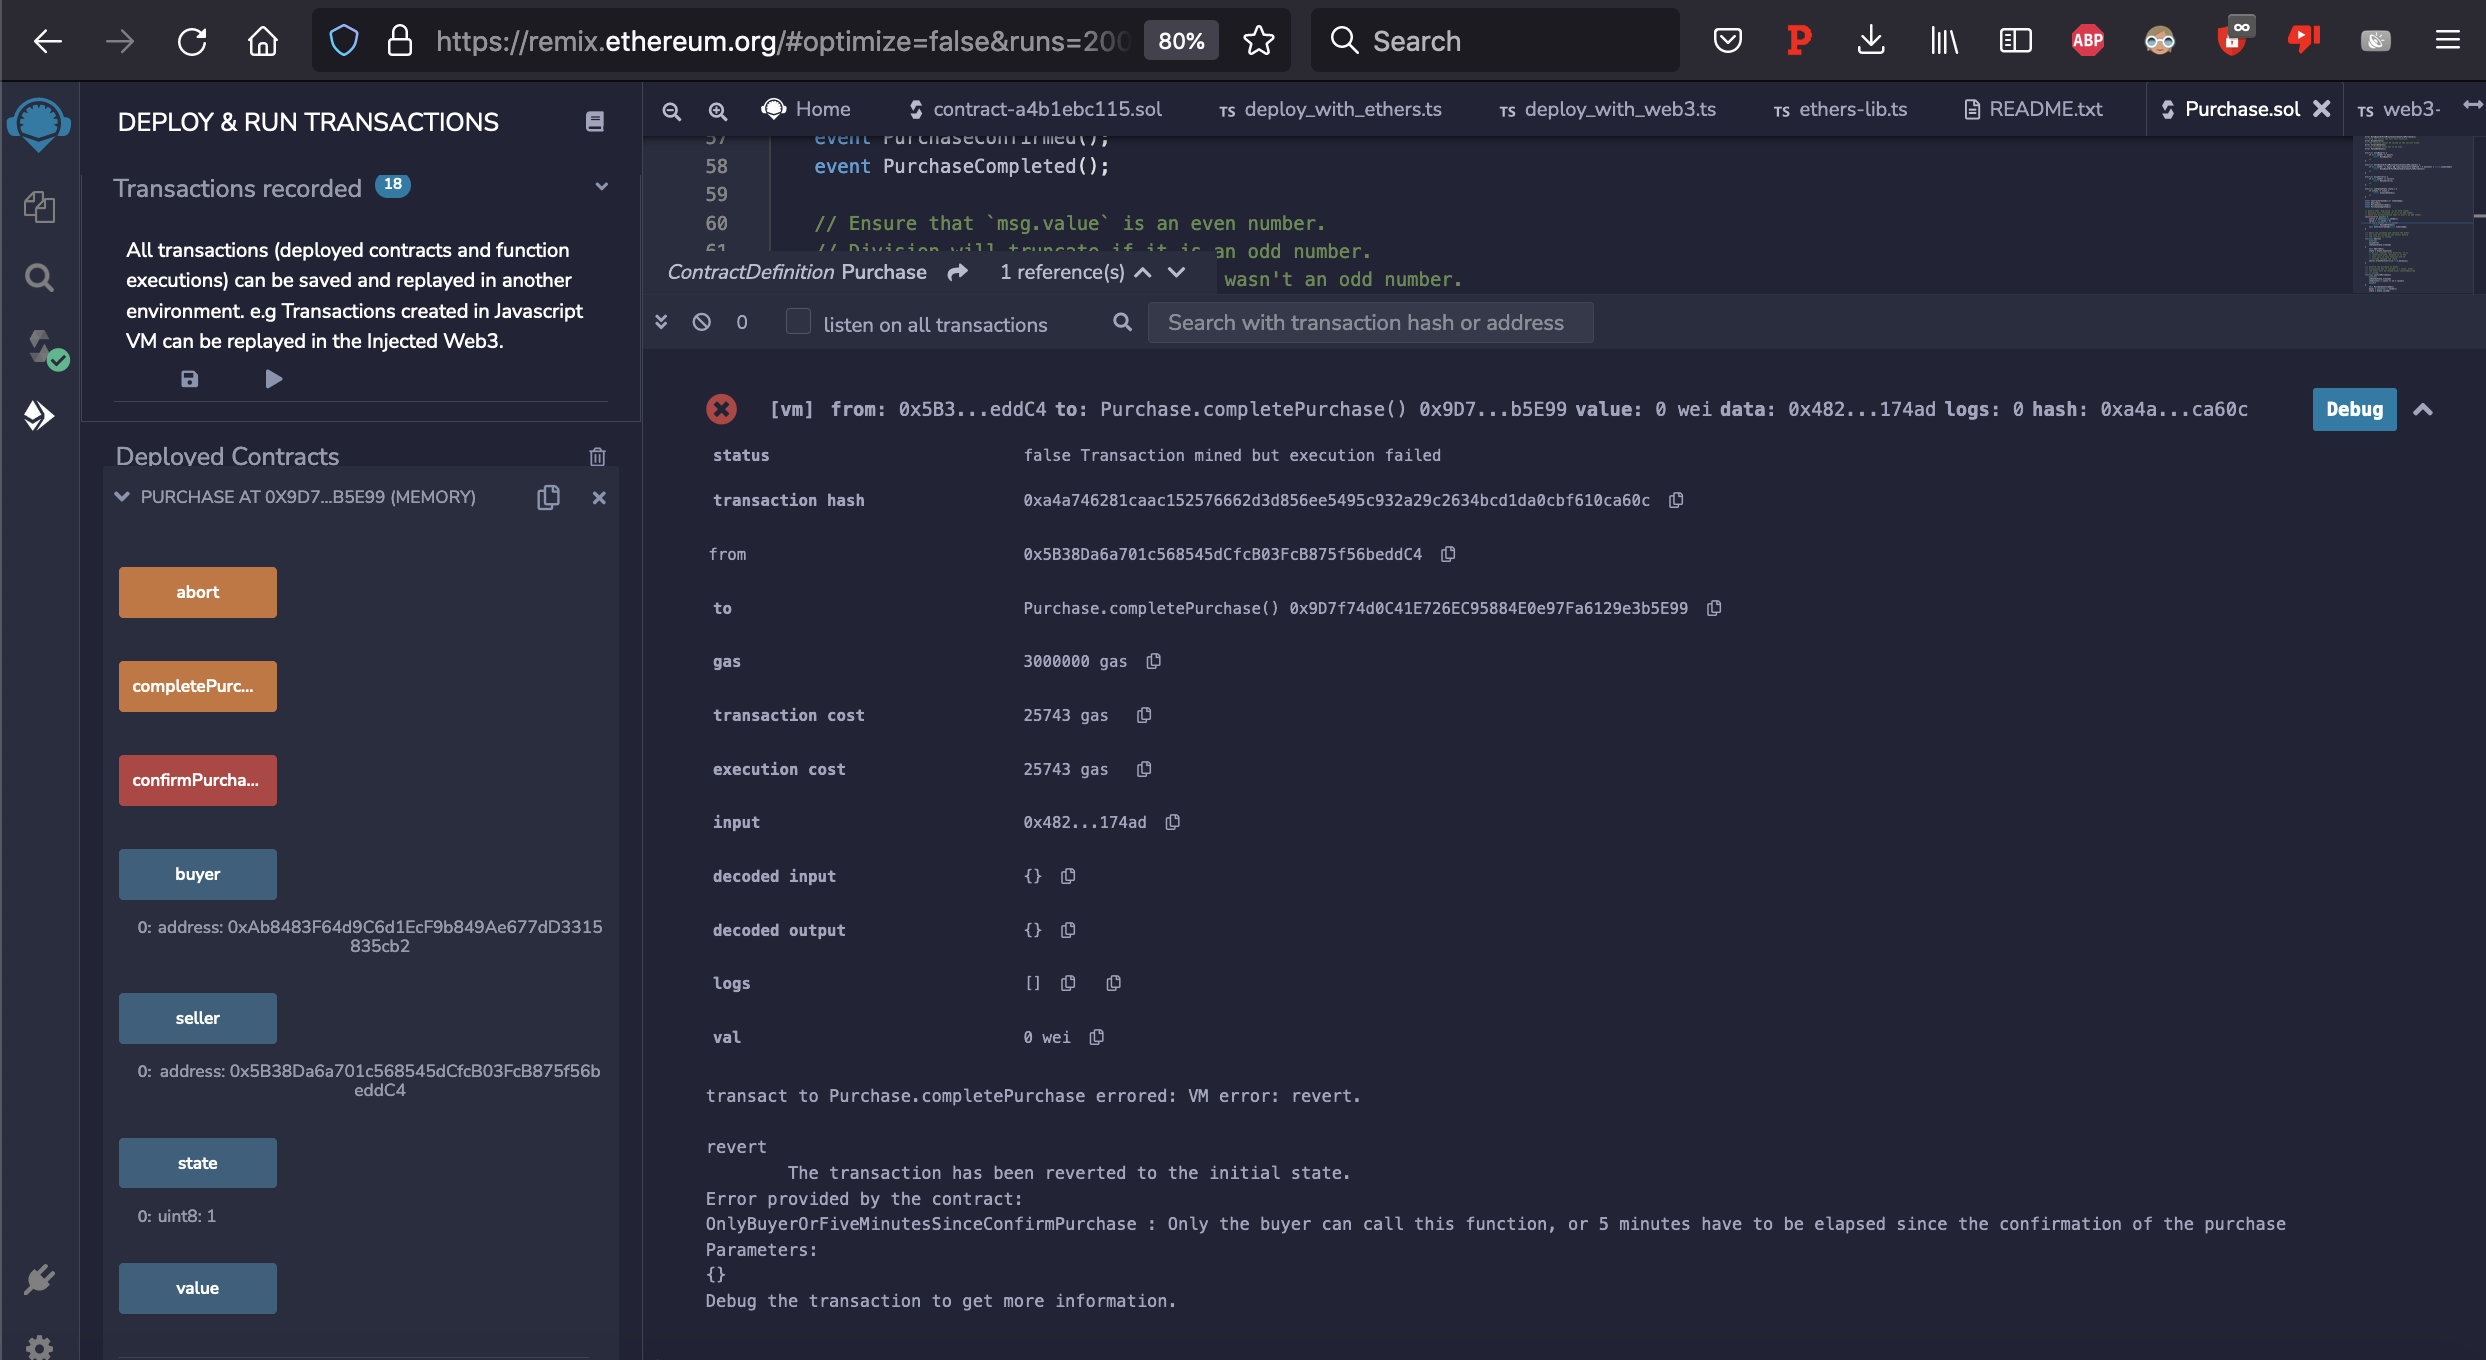 https://remix.ethereum.org/#optimize=false&runs=200
80%
Search
ABP
DEPLOY & RUN TRANSACTIONS
Home
contract-a4b1ebc115.sol
TS deploy_with_ethers.ts
TS deploy_with_web3.ts
TS ethers-lib.ts
README.txt
Purchase.sol
TS web3-
Transactions recorded 18
All transactions (deployed contracts and function
executions) can be saved and replayed in another
environment. e.g Transactions created in Javascript
VM can be replayed in the Injected Web3.
Deployed Contracts
PURCHASE AT 0X9D7...B5E99 (MEMORY)
abort
completePurc...
confirmPurcha...
buyer
0: address: 0xAb8483F64d9C6d1EcF9b849Ae677dD3315
835cb2
seller
0: address: 0x5B38Da6a701c568545dCfcB03FcB875f56b
eddC4
state
0: uint8: 1
value
57 event PurchaseConfirmed();
58 event PurchaseCompleted();
59
60 // Ensure that `msg.value` is an even number.
61 // Division will truncate if it is an odd number.
ContractDefinition Purchase 1 reference(s) wasn't an odd number.
0 listen on all transactions Search with transaction hash or address
[vm] from: 0x5B3...eddC4 to: Purchase.completePurchase() 0x9D7...b5E99 value: 0 wei data: 0x482...174ad logs: 0 hash: 0xa4a...ca60c Debug
status false Transaction mined but execution failed
transaction hash 0xa4a746281caac152576662d3d856ee5495c932a29c2634bcd1da0cbf610ca60c
from 0x5B38Da6a701c568545dCfcB03FcB875f56beddC4
to Purchase.completePurchase() 0x9D7f74d0C41E726EC95884E0e97Fa6129e3b5E99
gas 3000000 gas
transaction cost 25743 gas
execution cost 25743 gas
input 0x482...174ad
decoded input {}
decoded output {}
logs []
val 0 wei
transact to Purchase.completePurchase errored: VM error: revert.
revert
The transaction has been reverted to the initial state.
Error provided by the contract:
OnlyBuyerOrFiveMinutesSinceConfirmPurchase : Only the buyer can call this function, or 5 minutes have to be elapsed since the confirmation of the purchase
Parameters:
{}
Debug the transaction to get more information.